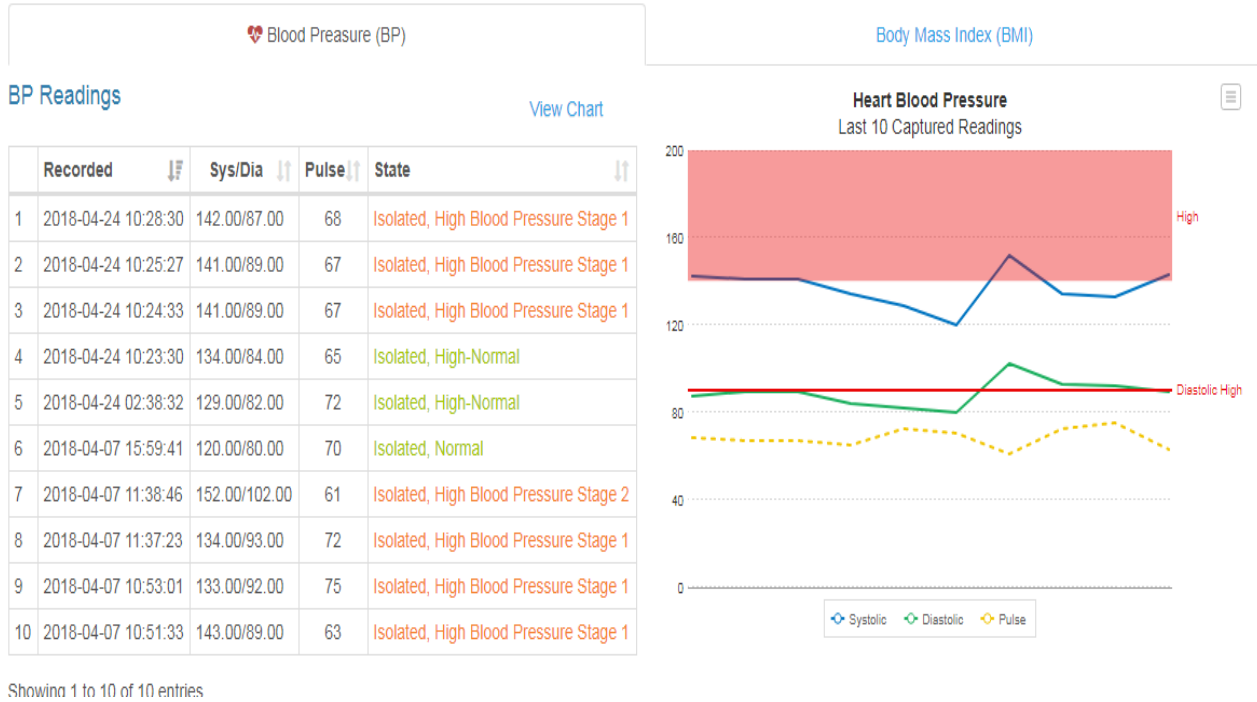 Blood Preasure (BP)
Body Mass Index (BMI)
BP Readings
View Chart
Recorded Sys/Dia Pulse State
1 2018-04-24 10:28:30 142.00/87.00 68 Isolated, High Blood Pressure Stage 1
2 2018-04-24 10:25:27 141.00/89.00 67 Isolated, High Blood Pressure Stage 1
3 2018-04-24 10:24:33 141.00/89.00 67 Isolated, High Blood Pressure Stage 1
4 2018-04-24 10:23:30 134.00/84.00 65 Isolated, High-Normal
5 2018-04-24 02:38:32 129.00/82.00 72 Isolated, High-Normal
6 2018-04-07 15:59:41 120.00/80.00 70 Isolated, Normal
7 2018-04-07 11:38:46 152.00/102.00 61 Isolated, High Blood Pressure Stage 2
8 2018-04-07 11:37:23 134.00/93.00 72 Isolated, High Blood Pressure Stage 1
9 2018-04-07 10:53:01 133.00/92.00 75 Isolated, High Blood Pressure Stage 1
10 2018-04-07 10:51:33 143.00/89.00 63 Isolated, High Blood Pressure Stage 1
Showing 1 to 10 of 10 entries
Heart Blood Pressure
Last 10 Captured Readings
200
High
160
120
Diastolic High
80
40
0
Systolic Diastolic Pulse